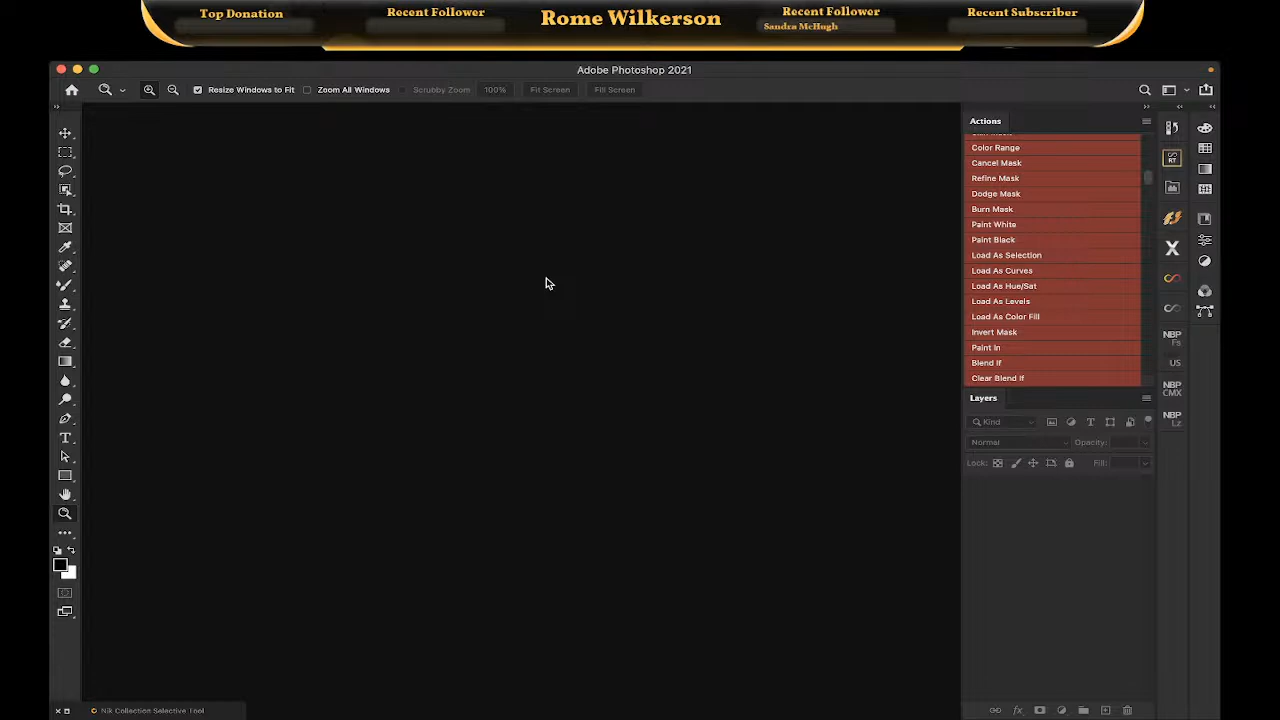 Top Donation
Recent Follower
Rome Wilkerson
Recent Follower
Sandra McHugh
Recent Subscriber
Adobe Photoshop 2021
Resize Windows to Fit
Zoom All Windows
Scrubby Zoom
100%
Fit Screen
Fill Screen
Actions
Color Range
Cancel Mask
Refine Mask
Dodge Mask
Burn Mask
Paint White
Paint Black
Load As Selection
Load As Curves
Load As Hue/Sat
Load As Levels
Load As Color Fill
Invert Mask
Paint In
Blend If
Clear Blend If
RT
X
NBP
Fs
US
NBP
CMX
NBP
Lz
Layers
Kind
Normal
Opacity:
Lock:
Fill:
Nik Collection Selective Tool